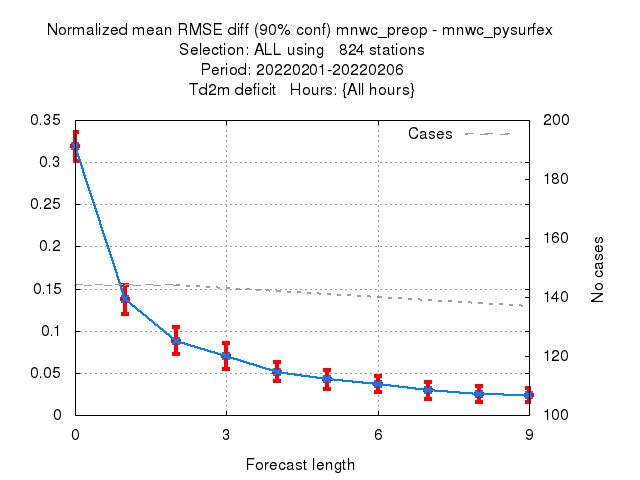 Normalized mean RMSE diff (90% conf) mnwc_preop - mnwc_pysurfex
Selection: ALL using   824 stations
Period: 20220201-20220206
Td2m deficit   Hours: {All hours}
Cases
0.35
0.3
0.25
0.2
0.15
0.1
0.05
0
200
180
160
140
120
100
No cases
0 3 6 9
Forecast length